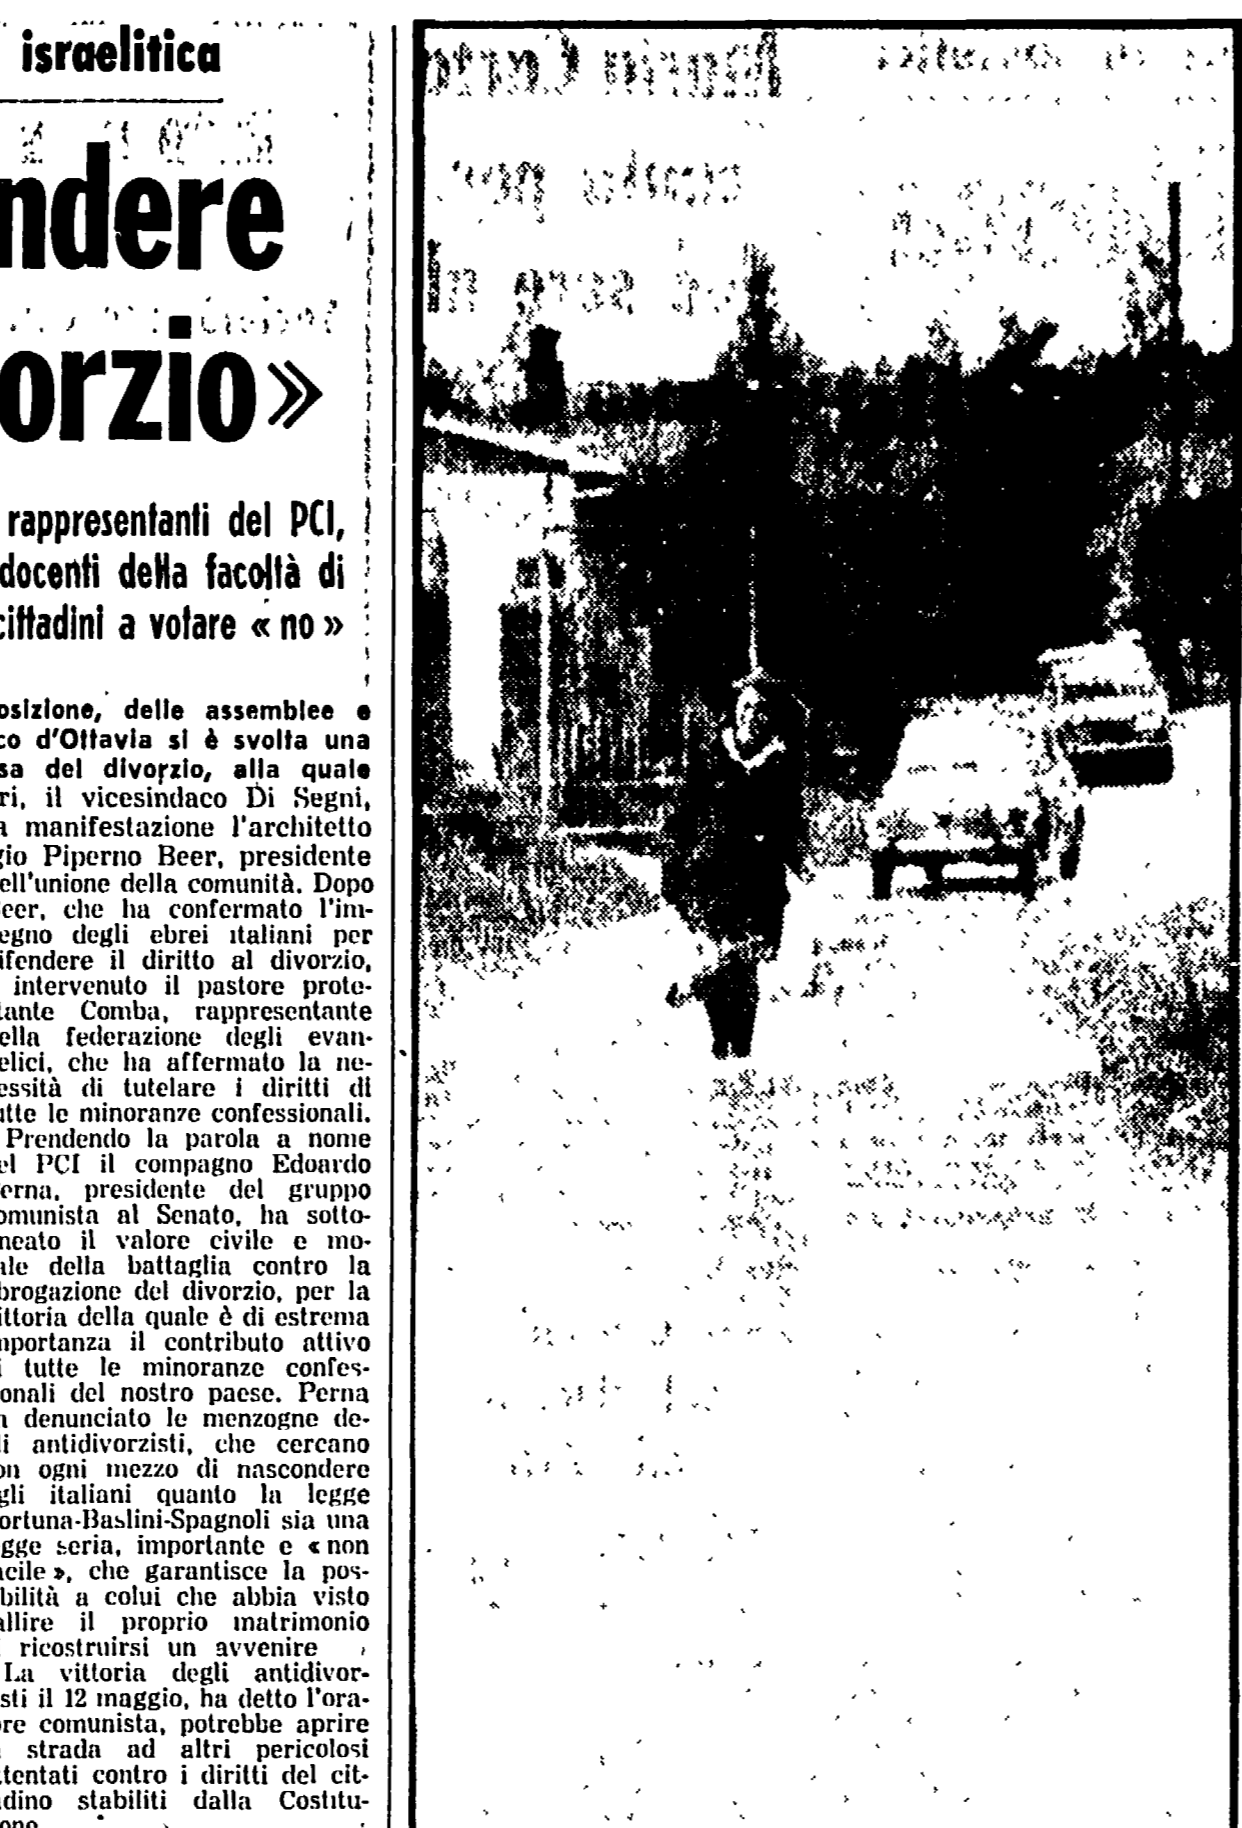 israelitica
ndere
orzio»
rappresentanti del PCI,
docenti della facoltà di
cittadini a votare « no »
osizione, delle assemblee e
co d'Ottavia si è svolta una
sa del divorzio, alla quale
ri, il vicesindaco Di Segni,
a manifestazione l'architetto
gio Piperno Beer, presidente
ell'unione della comunità. Dopo
eer, che ha confermato l'im-
egno degli ebrei italiani per
ifendere il diritto al divorzio,
intervenuto il pastore prote-
tante Comba, rappresentante
ella federazione degli evan-
elici, che ha affermato la ne-
essità di tutelare i diritti di
utte le minoranze confessionali.
Prendendo la parola a nome
el PCI il compagno Edoardo
erna, presidente del gruppo
omunista al Senato, ha sotto-
neato il valore civile e mo-
ale della battaglia contro la
brogazione del divorzio, per la
ittoria della quale è di estrema
mportanza il contributo attivo
i tutte le minoranze confes-
ionali del nostro paese. Perna
a denunciato le menzogne de-
li antidivorzisti, che cercano
on ogni mezzo di nascondere
gli italiani quanto la legge
ortuna-Baslini-Spagnoli sia una
gge seria, importante e « non
acile », che garantisce la pos-
bilità a colui che abbia visto
allire il proprio matrimonio
ricostruirsi un avvenire
La vittoria degli antidivor-
sti il 12 maggio, ha detto l'ora-
ore comunista, potrebbe aprire
a strada ad altri pericolosi
ttentati contro i diritti del cit-
adino stabiliti dalla Costitu-
one